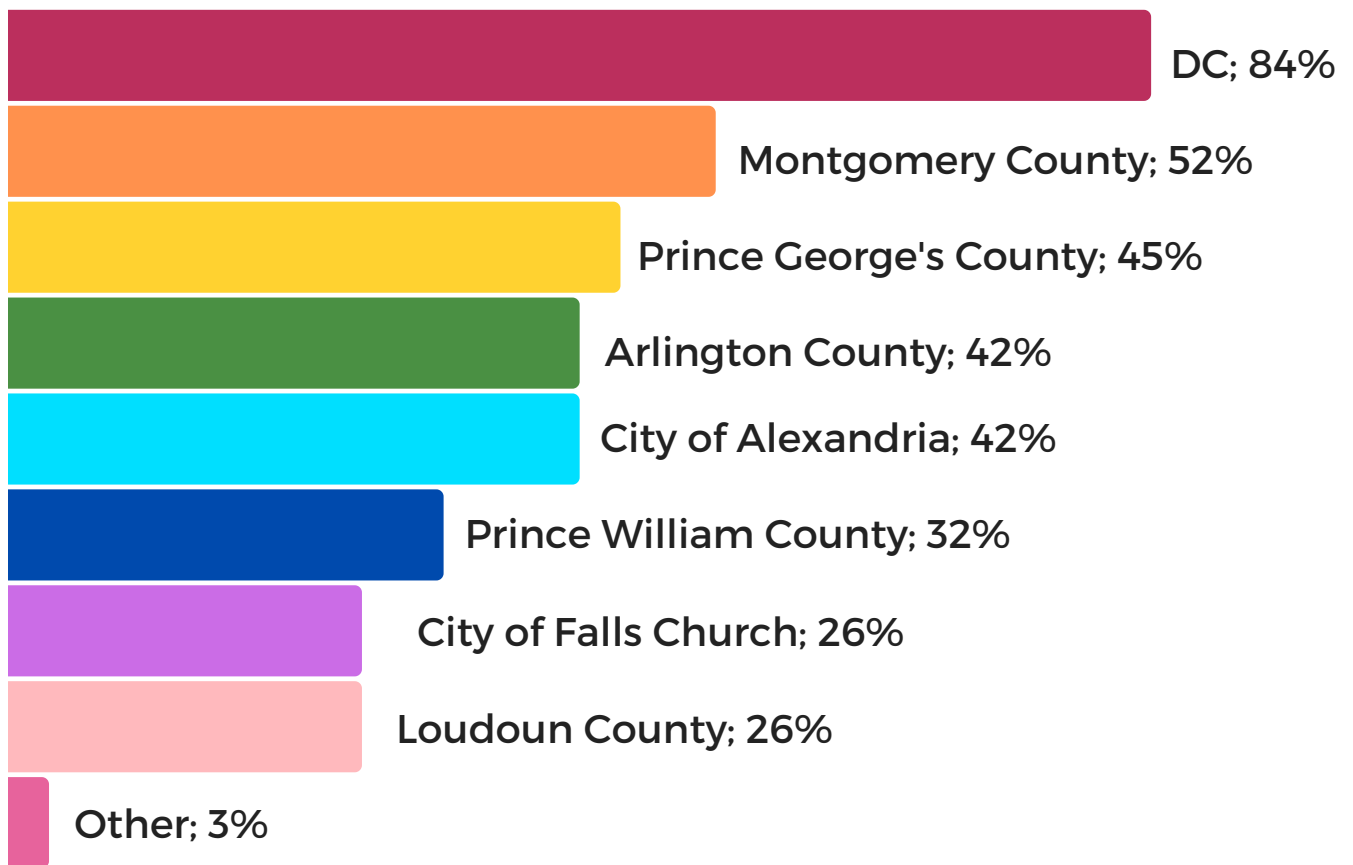 DC; 84%
Montgomery County; 52%
Prince George's County; 45%
Arlington County; 42%
City of Alexandria; 42%
Prince William County; 32%
City of Falls Church; 26%
Loudoun County; 26%
Other; 3%